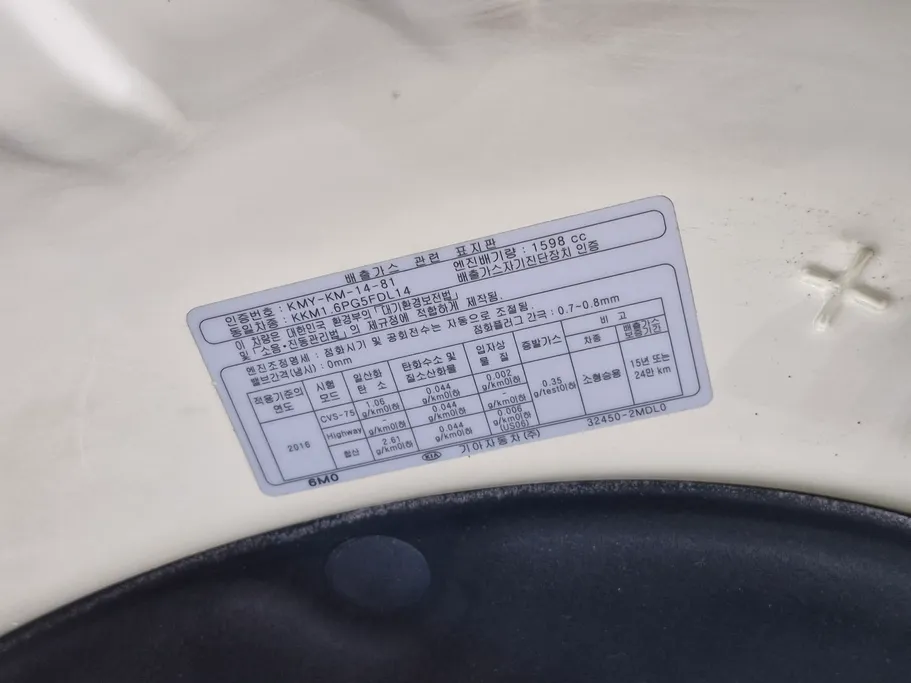 배출가스 관련 표지판
인증번호 : KMY-KM-14-81 엔진배기량 : 1598 cc
동일차종 : KKM1.6PG5FDL14 배출가스자기진단장치 인증
이 차량은 대한민국 환경부의 「대기환경보전법」
및 「소음·진동관리법」의 제규정에 적합하게 제작됨.
엔진조정명세 : 점화시기 및 공회전수는 자동으로 조절됨.
밸브간격(냉시) : 0mm 점화플러그 간극 : 0.7-0.8mm
적용기준의 연도 시험 모드 일산화 탄소 탄화수소 및 질소산화물 입자상 물질 증발가스 비고
차종 배출가스 보증기간
2016 CVS-75 1.06 g/km이하 0.044 g/km이하 0.002 g/km이하 0.35 g/test이하 소형승용 15년 또는 24만 km
Highway - g/km이하 0.044 g/km이하 - g/km이하
합산 2.61 g/km이하 0.044 g/km이하 0.006 g/km이하 (US06)
6M0 KIA 기아자동차(주) 32450-2MDL0